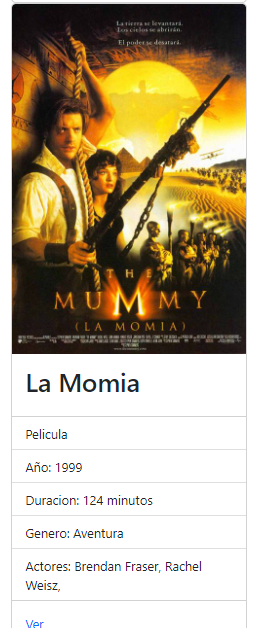 La tierra se levantará.
Los cielos se abrirán.
El poder se desatará.
THE
MUMMY
(LA MOMIA)
La Momia
Pelicula
Año: 1999
Duracion: 124 minutos
Genero: Aventura
Actores: Brendan Fraser, Rachel
Weisz,
Ver